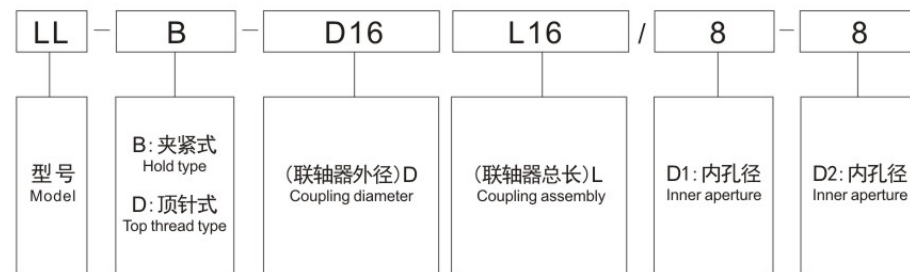 LL - B - D16 L16 / 8 - 8
型号
Model
B:夹紧式
Hold type
D:顶针式
Top thread type
(联轴器外径)D
Coupling diameter
(联轴器总长)L
Coupling assembly
D1:内孔径
Inner aperture
D2:内孔径
Inner aperture